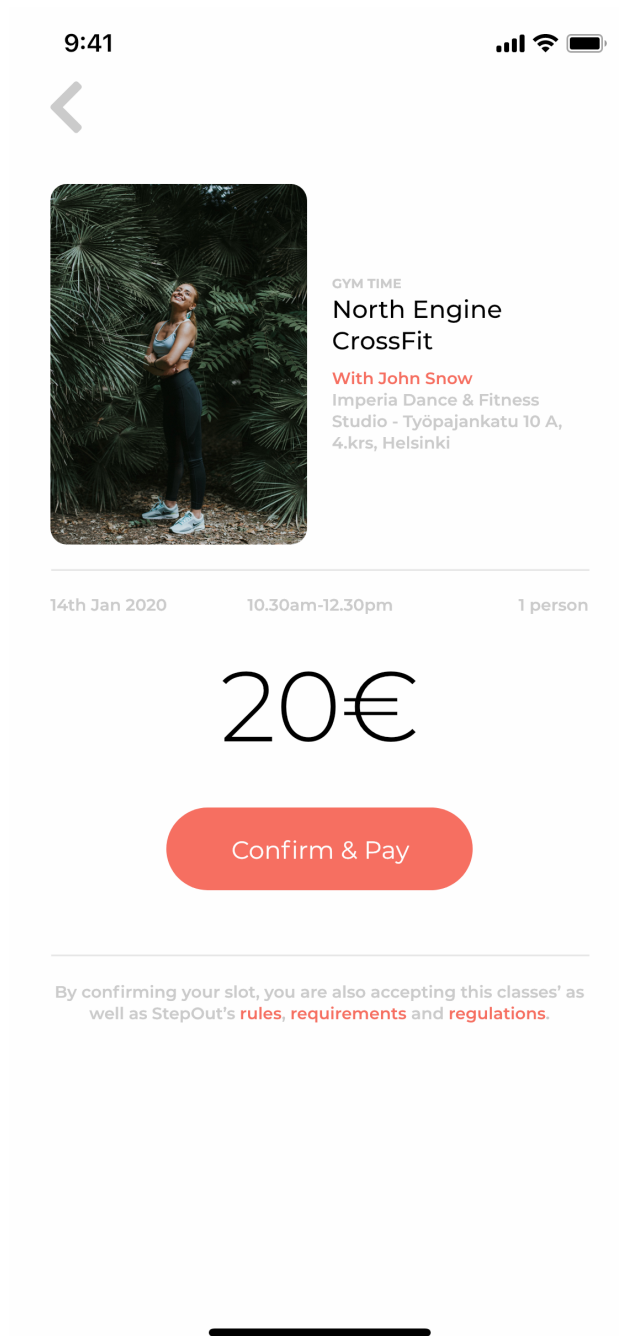 9:41
GYM TIME
North Engine
CrossFit
With John Snow
Imperia Dance & Fitness
Studio - Työpajankatu 10 A,
4.krs, Helsinki
14th Jan 2020 10.30am-12.30pm 1 person
20€
Confirm & Pay
By confirming your slot, you are also accepting this classes’ as
well as StepOut’s rules, requirements and regulations.